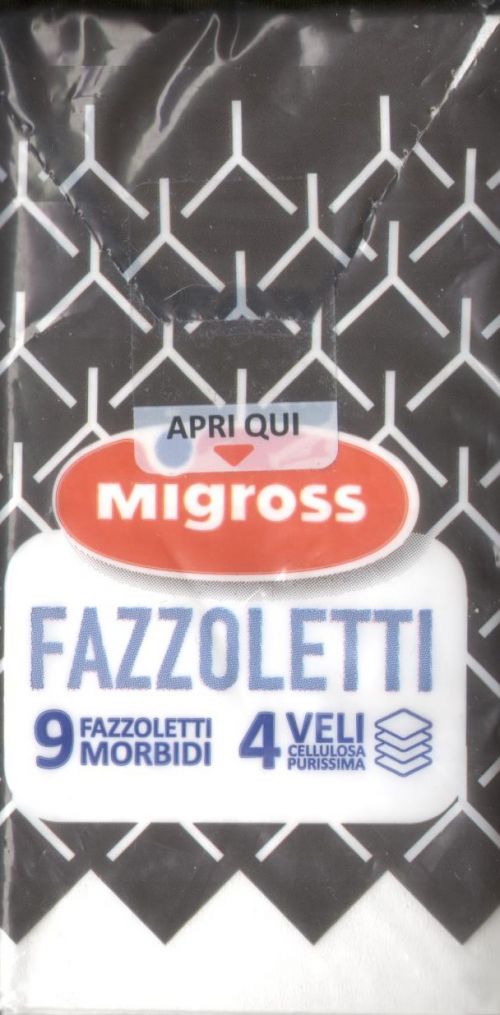 APRI QUI
Migross
FAZZOLETTI
9 FAZZOLETTI MORBIDI
4 VELI CELLULOSA PURISSIMA